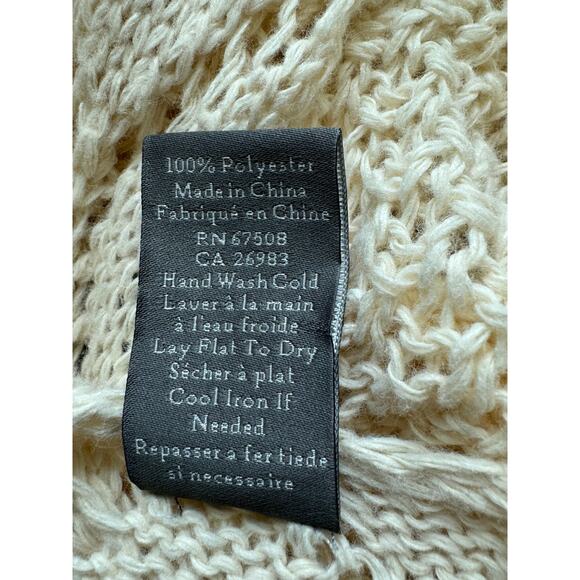 100% Polyester
Made in China
Fabriqué en Chine
RN 67508
CA 26983
Hand Wash Cold
Laver à la main
à l'eau froide
Lay Flat To Dry
Sécher à plat
Cool Iron If
Needed
Repasser a fer tiede
si necessaire